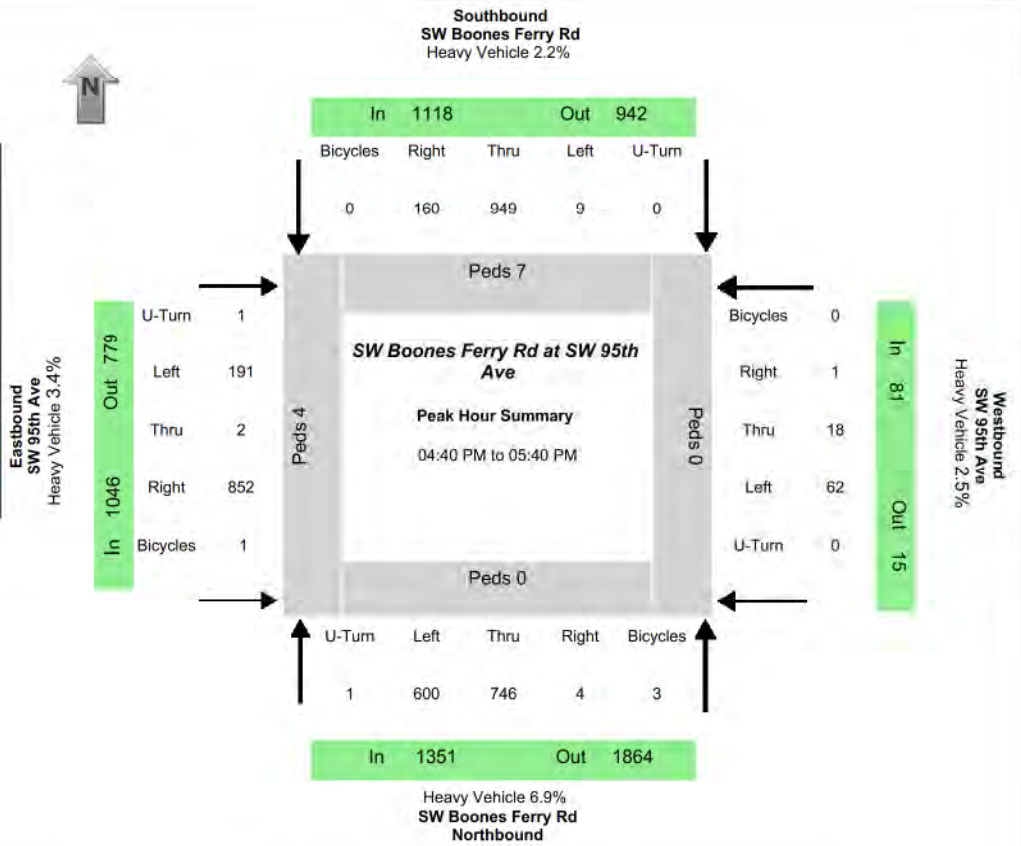 Southbound
SW Boones Ferry Rd
Heavy Vehicle 2.2%
N
In 1118 Out 942
Bicycles Right Thru Left U-Turn
0 160 949 9 0
Peds 7
Eastbound
SW 95th Ave
Heavy Vehicle 3.4%
In 1046 Out 779
U-Turn 1
Left 191
Thru 2
Right 852
Bicycles 1
Peds 4
SW Boones Ferry Rd at SW 95th
Ave
Peak Hour Summary
04:40 PM to 05:40 PM
Peds 0
Bicycles 0
Right 1
Thru 18
Left 62
U-Turn 0
In 81 Out 15
Westbound
SW 95th Ave
Heavy Vehicle 2.5%
Peds 0
U-Turn Left Thru Right Bicycles
1 600 746 4 3
In 1351 Out 1864
Heavy Vehicle 6.9%
SW Boones Ferry Rd
Northbound